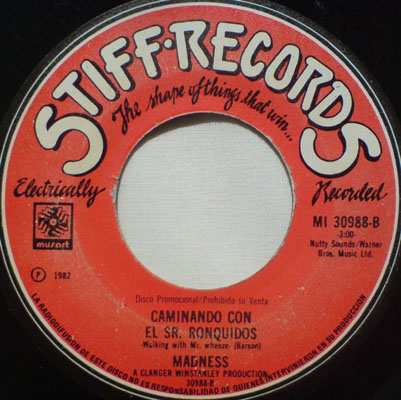 STIFF·RECORDS
The shape of things that win...
Electrically
Recorded
musart
MI 30988-B
-3:00-
Nutty Sounds/Warner
Bros. Music Ltd.
Ⓟ 1982
Disco Promocional/Prohibida su Venta
CAMINANDO CON
EL SR. RONQUIDOS
-Walking with Mr. wheeze- (Barson)
MADNESS
A CLANGER WINSTANLEY PRODUCTION
30988-B
LA RADIODIFUSION DE ESTE DISCO NO ES RESPONSABILIDAD DE QUIENES INTERVINIERON EN SU PRODUCCION